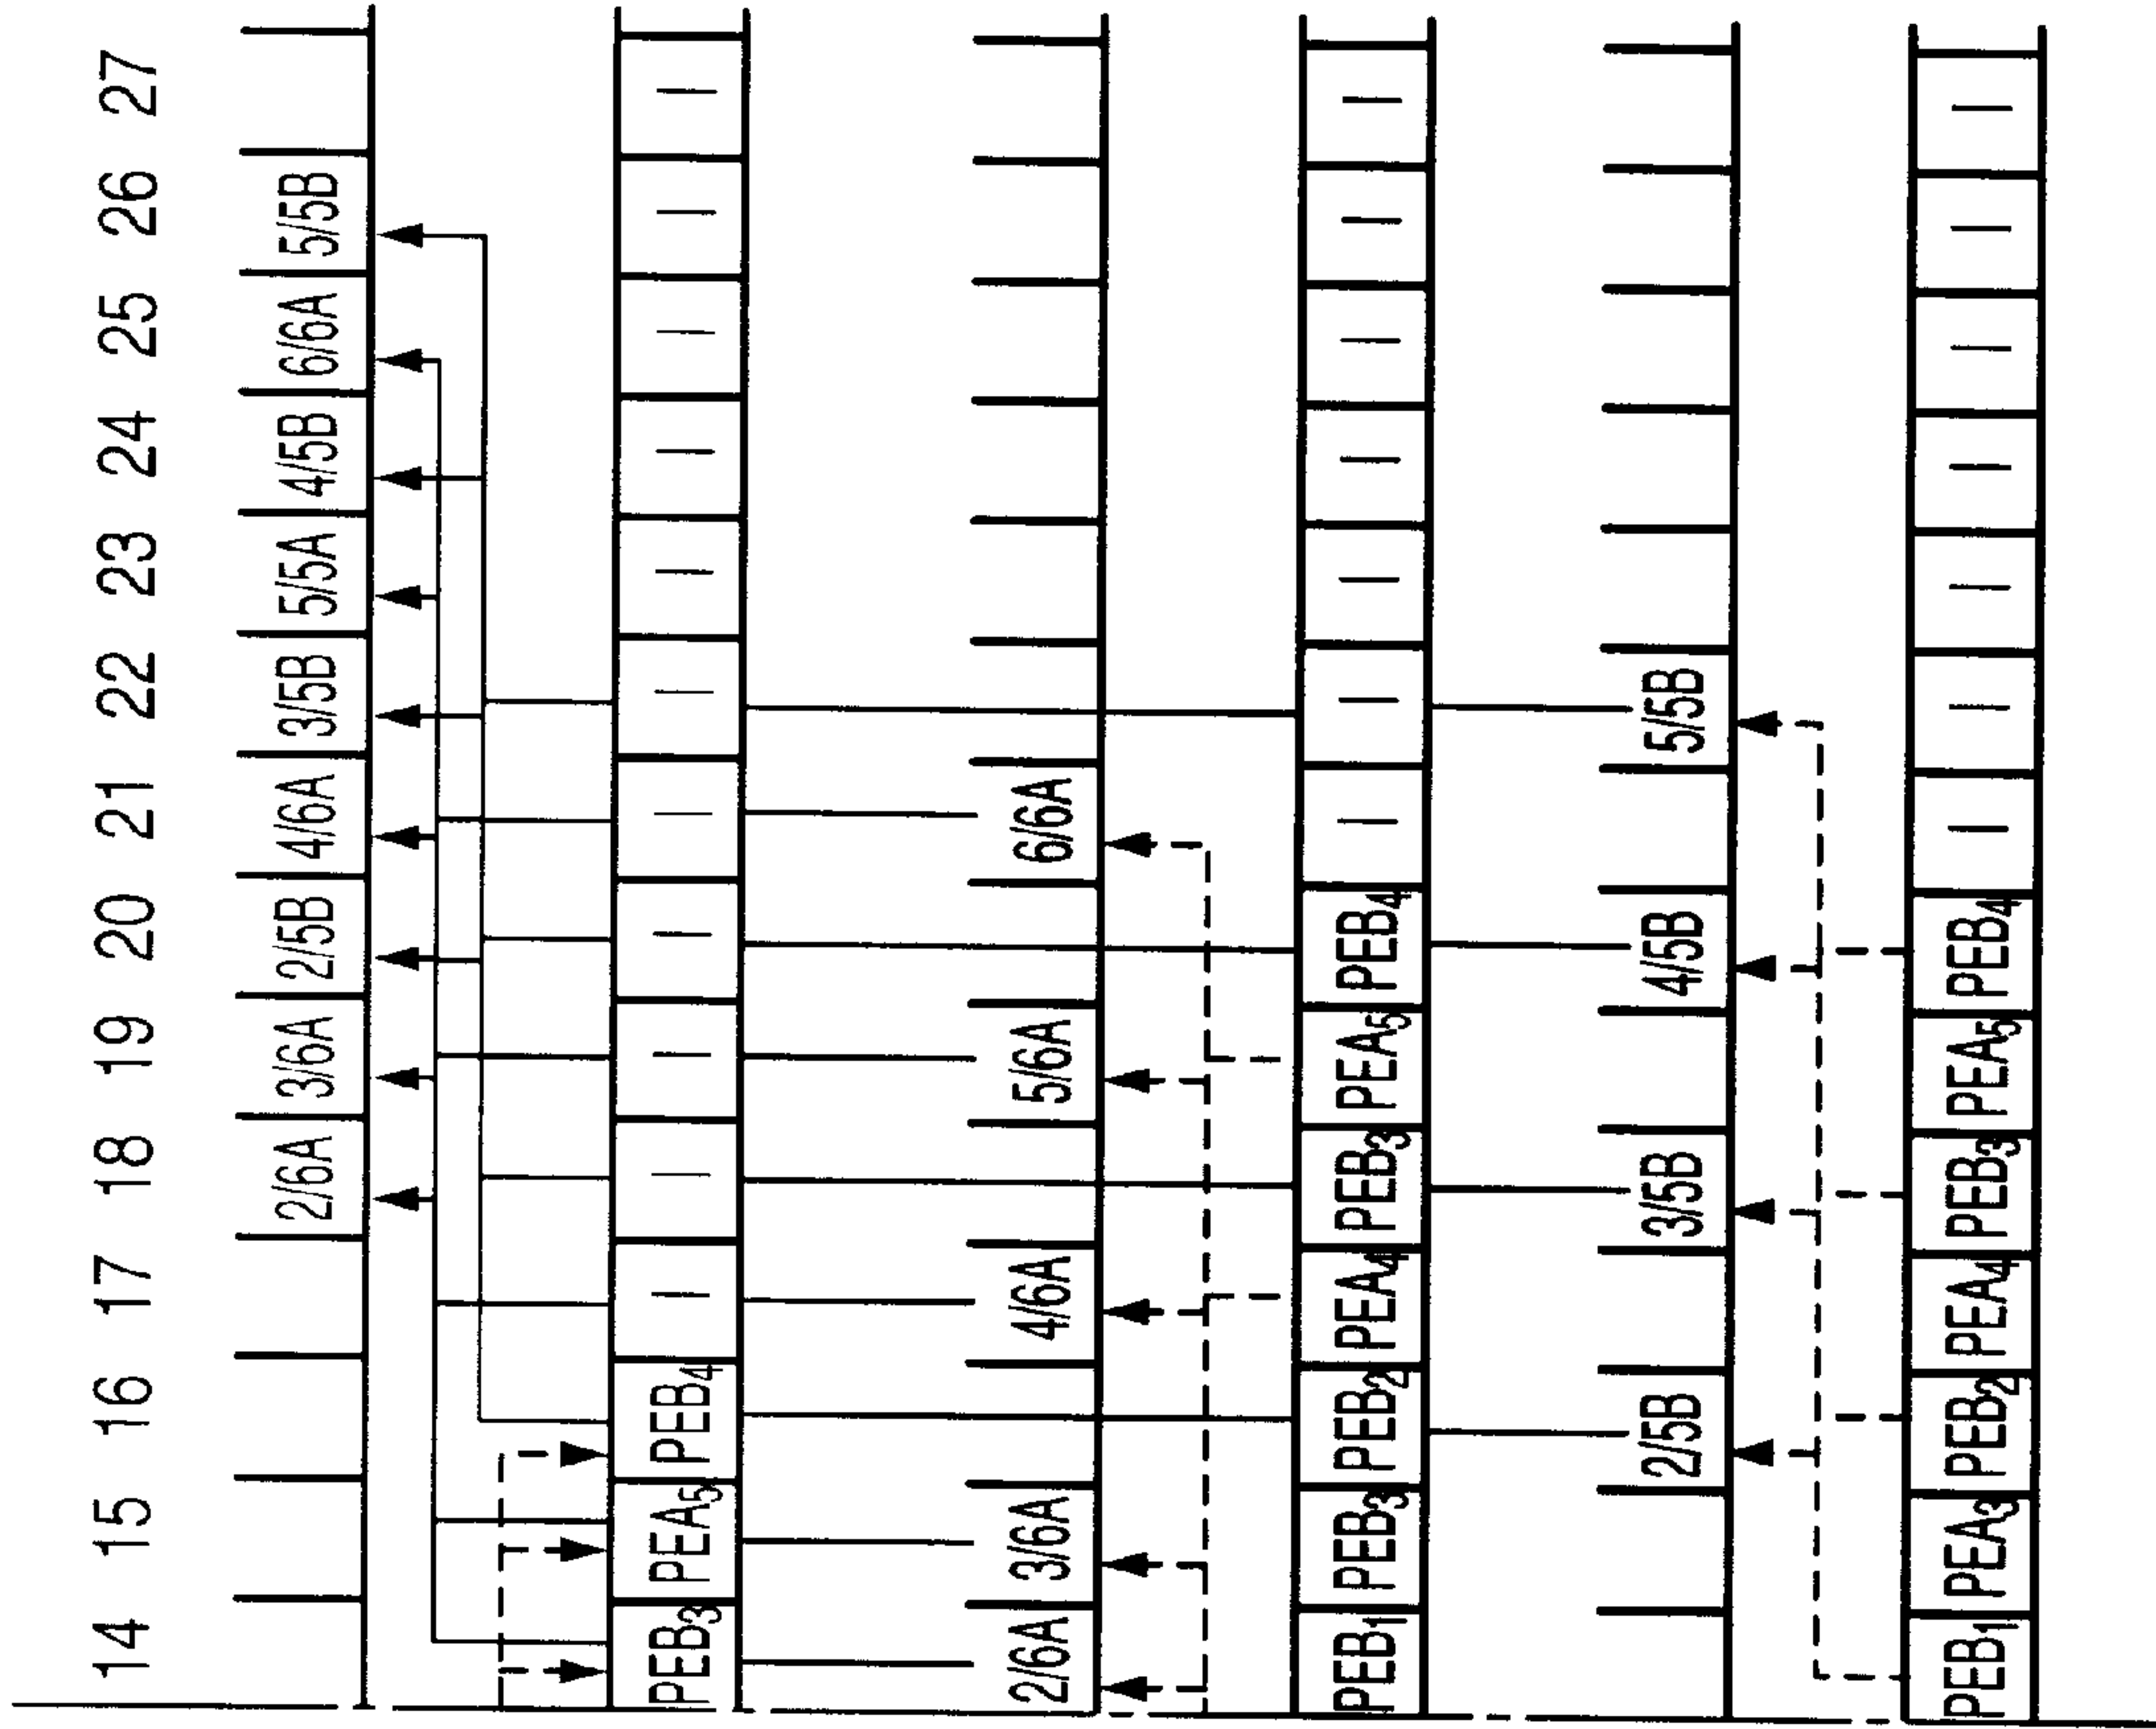 14 15 16 17 18 19 20 21 22 23 24 25 26 27
2/6A 3/6A 2/5B 4/6A 3/5B 5/5A 4/5B 6/6A 5/5B
PEB3 PEA5 PEB4 I I I I I I I I I I I
2/6A 3/6A 4/6A 5/6A 6/6A
PEB1 PEB3 PEB2 PEA4 PEB3 PEA5 PEB4 I I I I I I I
2/5B 3/5B 4/5B 5/5B
PEB1 PEA3 PEB2 PEA4 PEB3 PEA5 PEB4 I I I I I I I